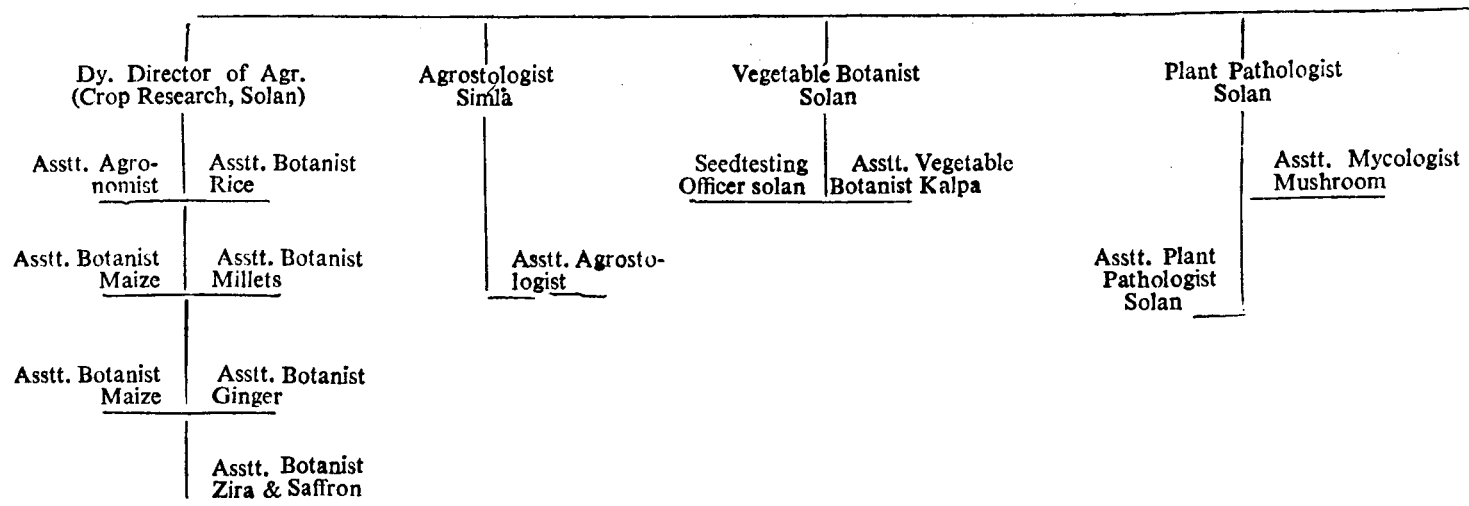 Dy. Director of Agr.
(Crop Research, Solan)
Agrostologist
Simla
Vegetable Botanist
Solan
Plant Pathologist
Solan
Asstt. Agro-
nomist
Asstt. Botanist
Rice
Seedtesting
Officer solan
Asstt. Vegetable
Botanist Kalpa
Asstt. Mycologist
Mushroom
Asstt. Botanist
Maize
Asstt. Botanist
Millets
Asstt. Agrosto-
logist
Asstt. Plant
Pathologist
Solan
Asstt. Botanist
Maize
Asstt. Botanist
Ginger
Asstt. Botanist
Zira & Saffron